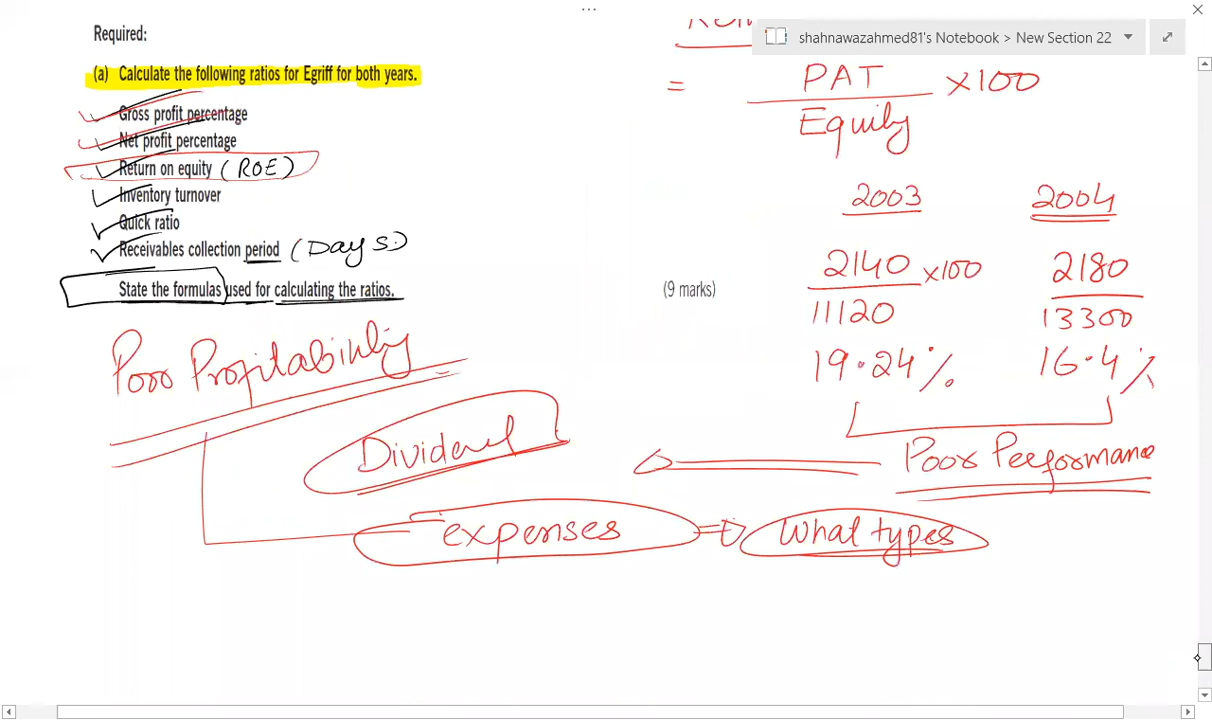 Required:
(a) Calculate the following ratios for Egriff for both years.
Gross profit percentage
Net profit percentage
Return on equity (ROE)
Inventory turnover
Quick ratio
Receivables collection period (Days)
State the formulas used for calculating the ratios.
(9 marks)
shahnawazahmed81's Notebook > New Section 22
= PAT ×100
Equity
2003 2004
2140 ×100 2180
11120 13300
19.24% 16.4%
Poor Performance
Poor Profitability
Dividend
expenses => What types